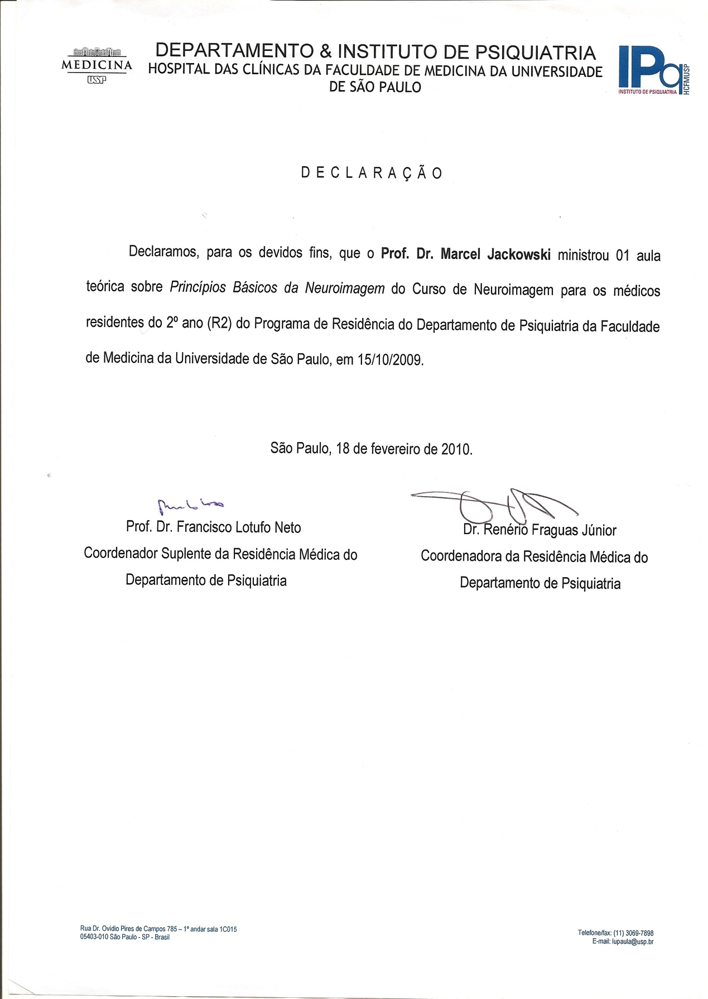 MEDICINA
USP
DEPARTAMENTO & INSTITUTO DE PSIQUIATRIA
HOSPITAL DAS CLÍNICAS DA FACULDADE DE MEDICINA DA UNIVERSIDADE
DE SÃO PAULO
IPq
INSTITUTO DE PSIQUIATRIA
HCFMUSP
DECLARAÇÃO
Declaramos, para os devidos fins, que o Prof. Dr. Marcel Jackowski ministrou 01 aula
teórica sobre Princípios Básicos da Neuroimagem do Curso de Neuroimagem para os médicos
residentes do 2º ano (R2) do Programa de Residência do Departamento de Psiquiatria da Faculdade
de Medicina da Universidade de São Paulo, em 15/10/2009.
São Paulo, 18 de fevereiro de 2010.
Prof. Dr. Francisco Lotufo Neto
Coordenador Suplente da Residência Médica do
Departamento de Psiquiatria
Dr. Renério Fraguas Júnior
Coordenadora da Residência Médica do
Departamento de Psiquiatria
Rua Dr. Ovidio Pires de Campos 785 – 1º andar sala 1C015
05403-010 São Paulo - SP - Brasil
Telefone/fax: (11) 3069-7898
E-mail: lupaula@usp.br